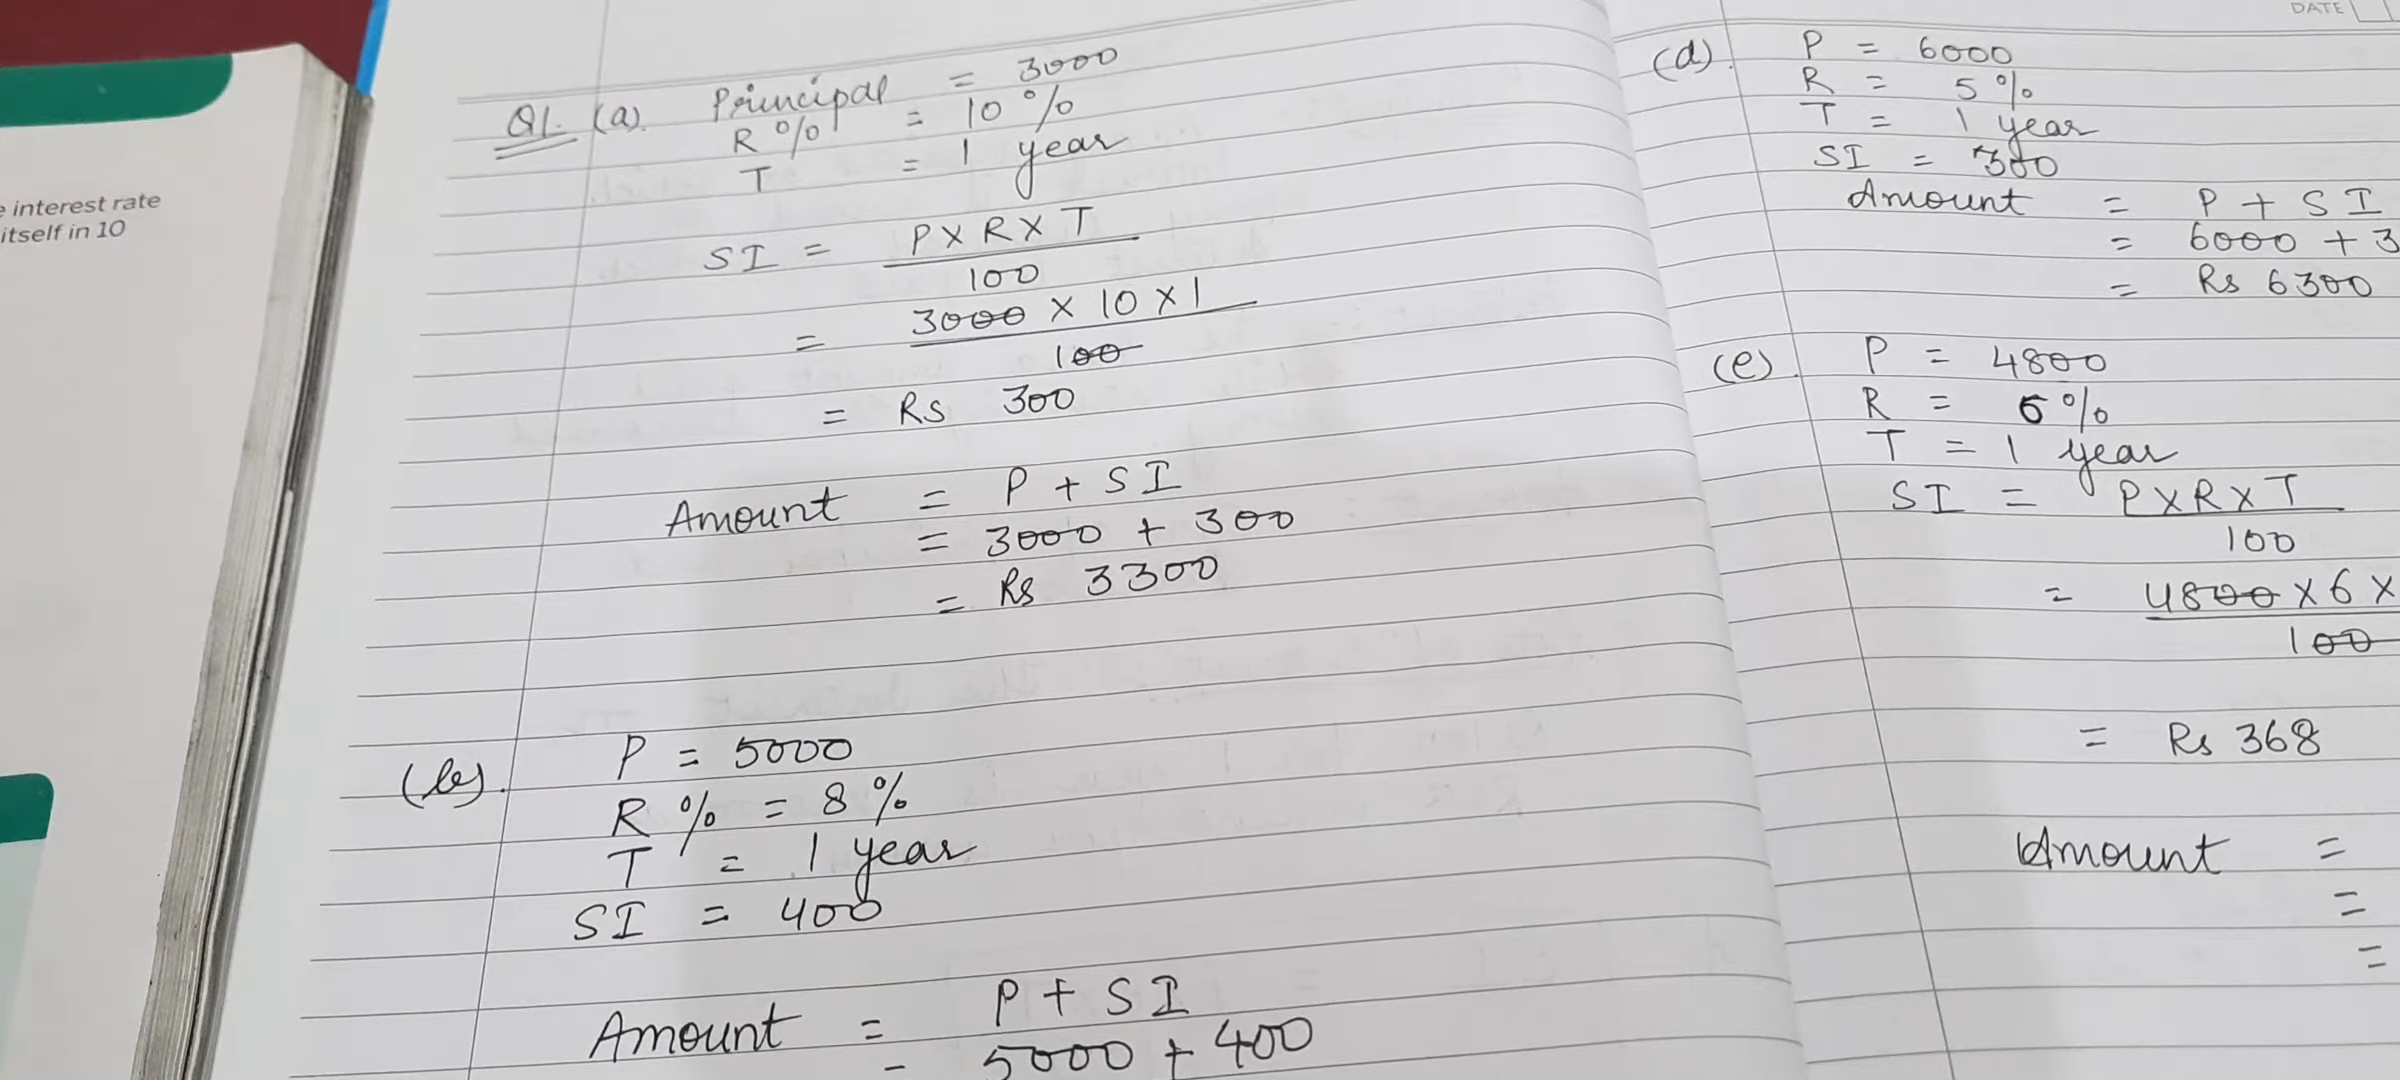 e interest rate
itself in 10
Q1. (a). Principal = 3000
R% = 10%
T = 1 year
SI = P X R X T
100
= 3000 X 10 X 1
100
= Rs 300
Amount = P + SI
= 3000 + 300
= Rs 3300
(b). P = 5000
R% = 8%
T = 1 year
SI = 400
Amount = P + SI
= 5000 + 400
DATE
(d). P = 6000
R = 5%
T = 1 year
SI = 300
Amount = P + SI
= 6000 + 3
= Rs 6300
(e). P = 4800
R = 6%
T = 1 year
SI = P X R X T
100
= 4800 X 6 X
100
= Rs 368
Amount =
=
=